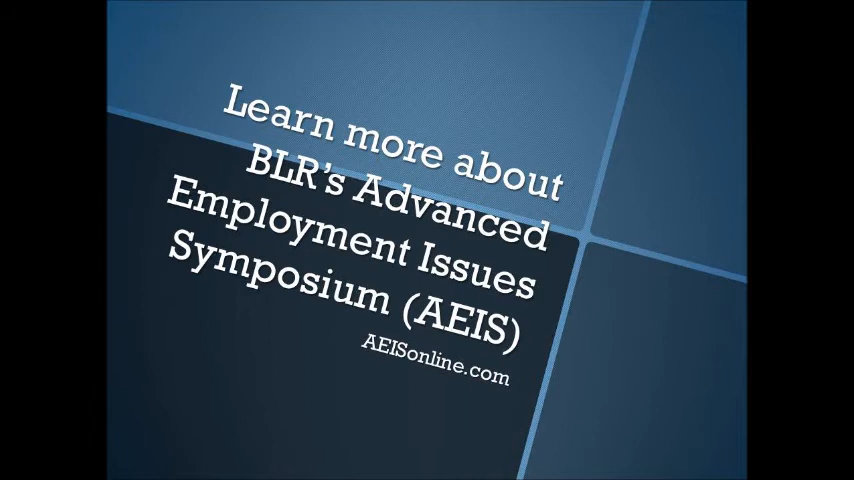 Learn more about
BLR's Advanced
Employment Issues
Symposium (AEIS)
AEISonline.com